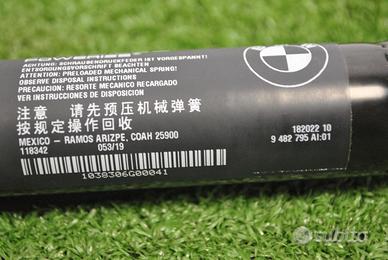 ACHTUNG: SCHRAUBENDRUCKFEDER IST VORGESPANNT!
ENTSORGUNGSVORSCHRIFTEN BEACHTEN
ATTENTION: PRELOADED MECHANICAL SPRING!
OBSERVE DISPOSAL INSTRUCTIONS
PRECAUCION: RESORTE MECANICO RECARGADO
VER INSTRUCCIONES DE DISPOSICION
注意 请先预压机械弹簧
按规定操作回收
MEXICO - RAMOS ARIZPE, COAH 25900
118342 053/19
1038306G00041
BMW
182022 10
9 482 795 AI:01
subito